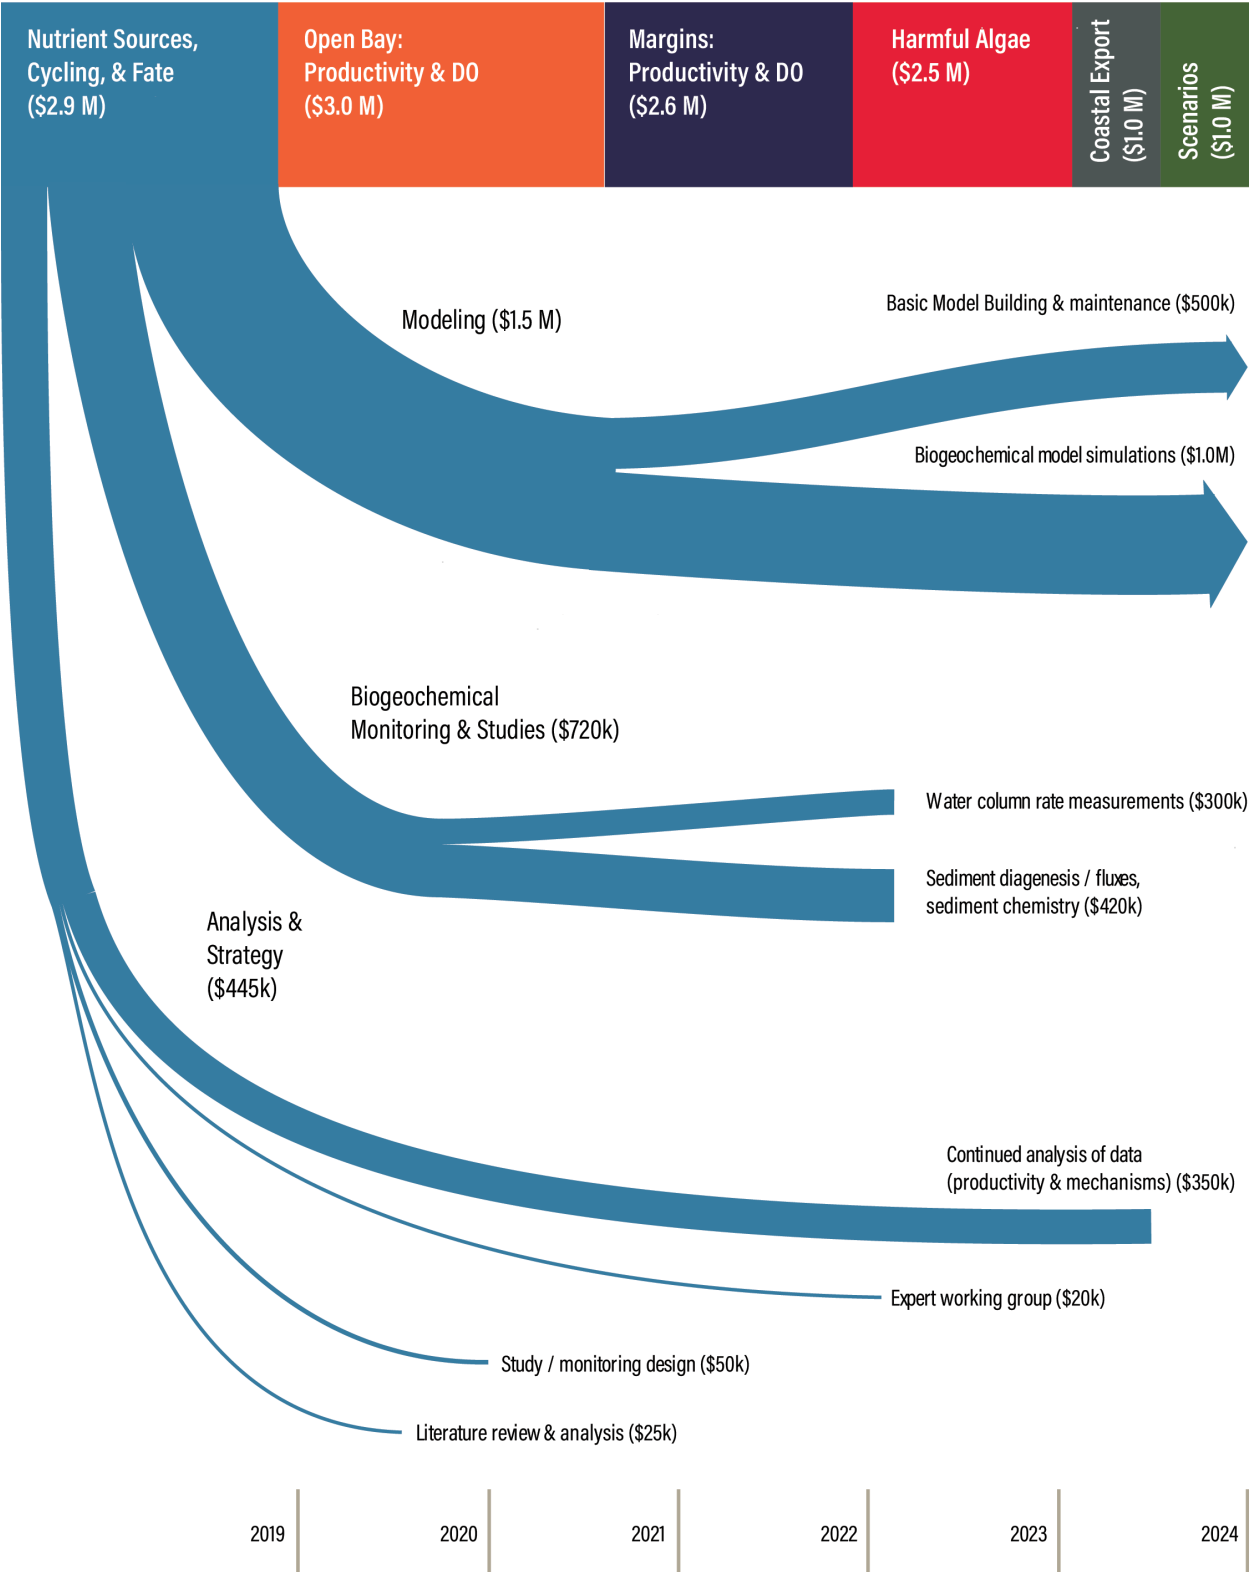 Nutrient Sources,
Cycling, & Fate
($2.9 M)
Open Bay:
Productivity & DO
($3.0 M)
Margins:
Productivity & DO
($2.6 M)
Harmful Algae
($2.5 M)
Coastal Export
($1.0 M)
Scenarios
($1.0 M)
Modeling ($1.5 M)
Basic Model Building & maintenance ($500k)
Biogeochemical model simulations ($1.0M)
Biogeochemical
Monitoring & Studies ($720k)
Water column rate measurements ($300k)
Sediment diagenesis / fluxes,
sediment chemistry ($420k)
Analysis &
Strategy
($445k)
Continued analysis of data
(productivity & mechanisms) ($350k)
Expert working group ($20k)
Study / monitoring design ($50k)
Literature review & analysis ($25k)
2019 2020 2021 2022 2023 2024